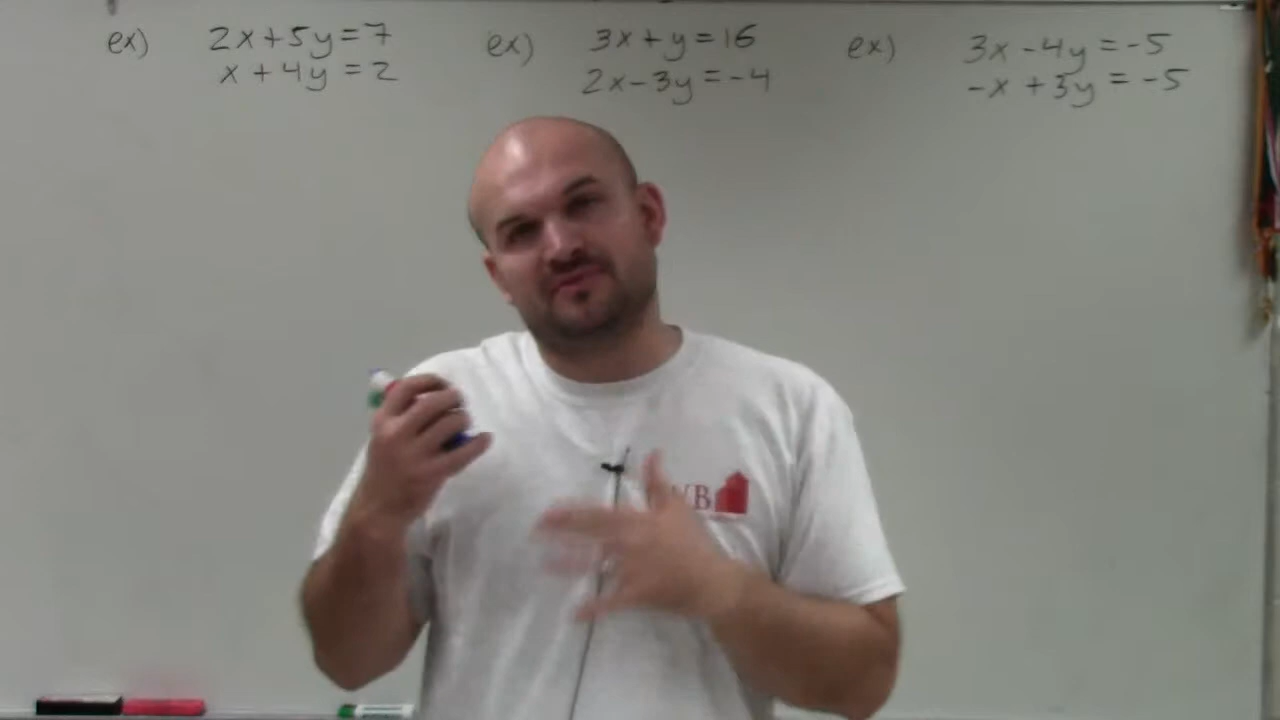 ex) 2x+5y=7
x+4y=2
ex) 3x+y=16
2x-3y=-4
ex) 3x-4y=-5
-x+3y=-5